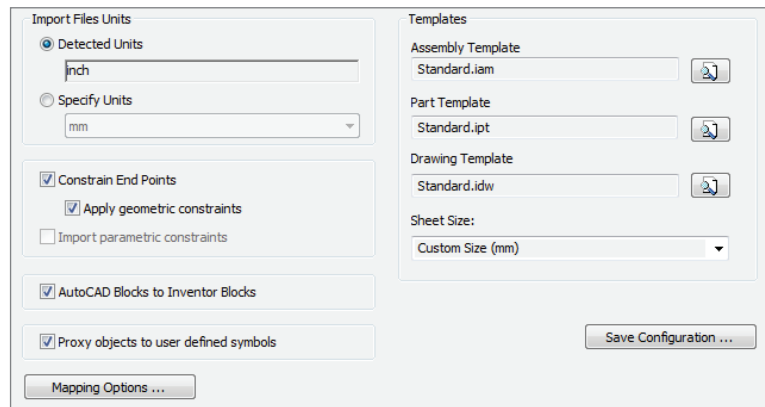 Import Files Units
Detected Units
inch
Specify Units
mm
Constrain End Points
Apply geometric constraints
Import parametric constraints
AutoCAD Blocks to Inventor Blocks
Proxy objects to user defined symbols
Mapping Options ...
Templates
Assembly Template
Standard.iam
Part Template
Standard.ipt
Drawing Template
Standard.idw
Sheet Size:
Custom Size (mm)
Save Configuration ...